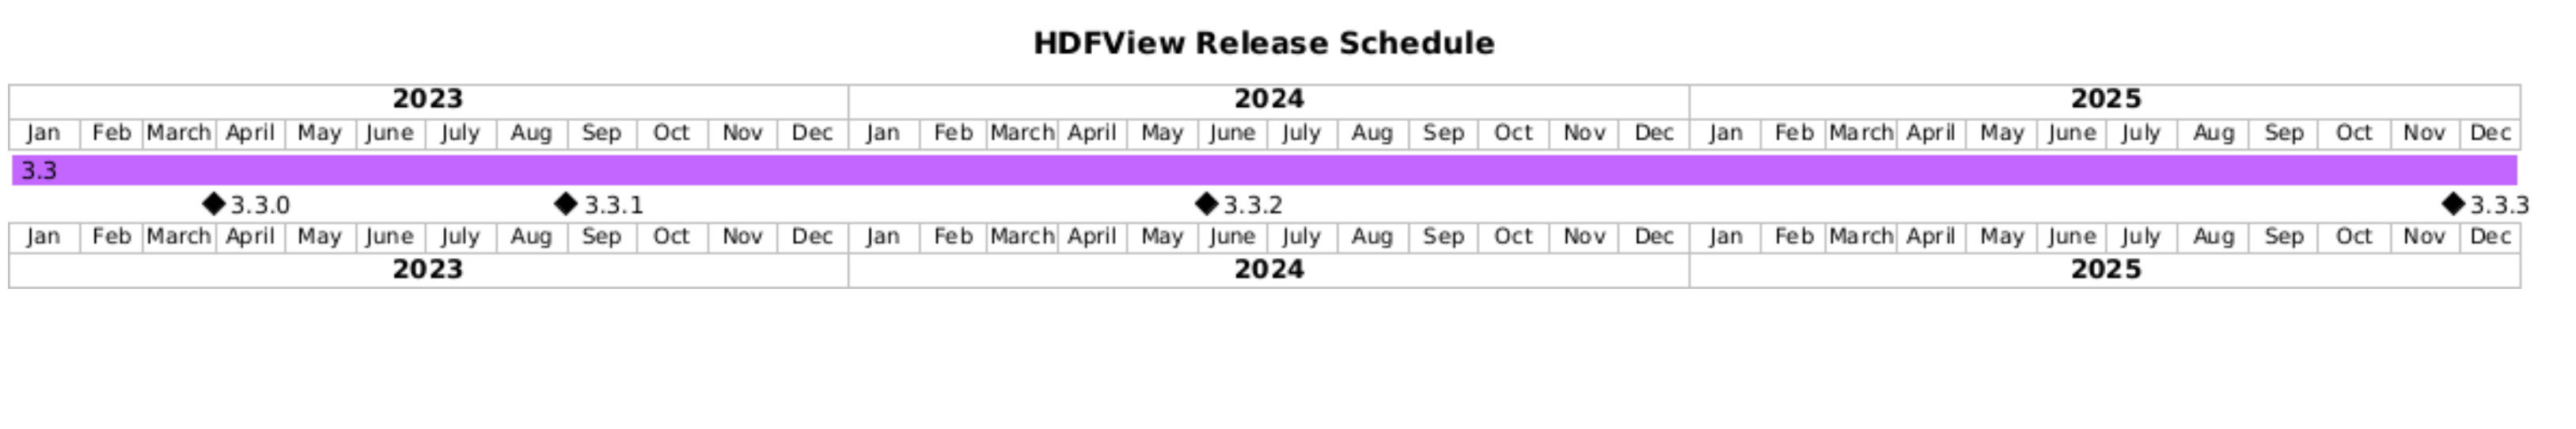 HDFView Release Schedule
2023 2024 2025
Jan Feb March April May June July Aug Sep Oct Nov Dec Jan Feb March April May June July Aug Sep Oct Nov Dec Jan Feb March April May June July Aug Sep Oct Nov Dec
3.3
3.3.0 3.3.1 3.3.2 3.3.3
Jan Feb March April May June July Aug Sep Oct Nov Dec Jan Feb March April May June July Aug Sep Oct Nov Dec Jan Feb March April May June July Aug Sep Oct Nov Dec
2023 2024 2025